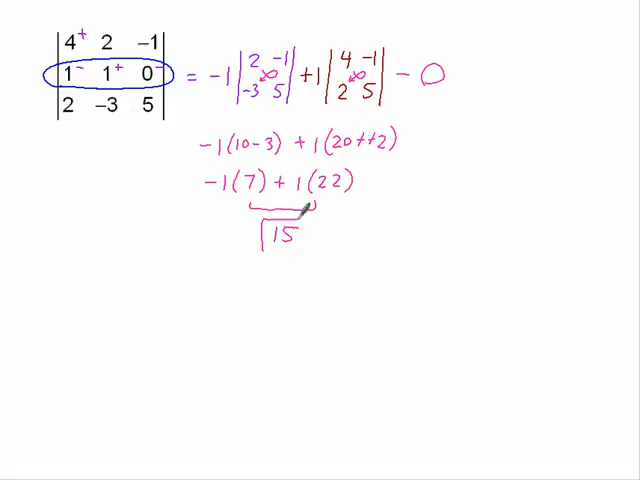 |4⁺ 2 −1|
|1⁻ 1⁺ 0⁻| = −1 |2 −1| + 1 |4 −1| − 0
|2 −3 5| |−3 5| |2 5|
−1(10−3) + 1(20++2)
−1(7) + 1(22)
15